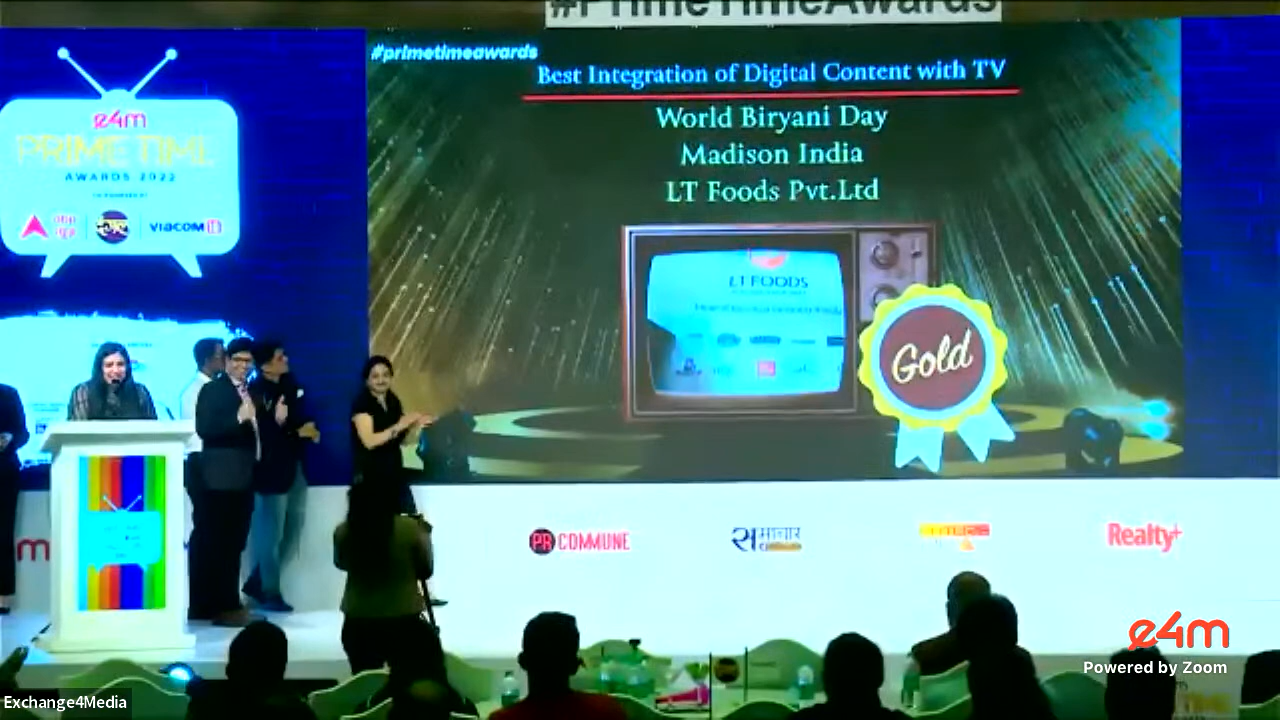 #PrimeTimeAwards
#primetimeawards
Best Integration of Digital Content with TV
World Biryani Day
Madison India
LT Foods Pvt.Ltd
e4m
PRIME TIME
AWARDS 2022
VIACOM18
LT FOODS
Gold
m
PR COMMUNE
समाचार
Realty+
e4m
Powered by Zoom
Exchange4Media